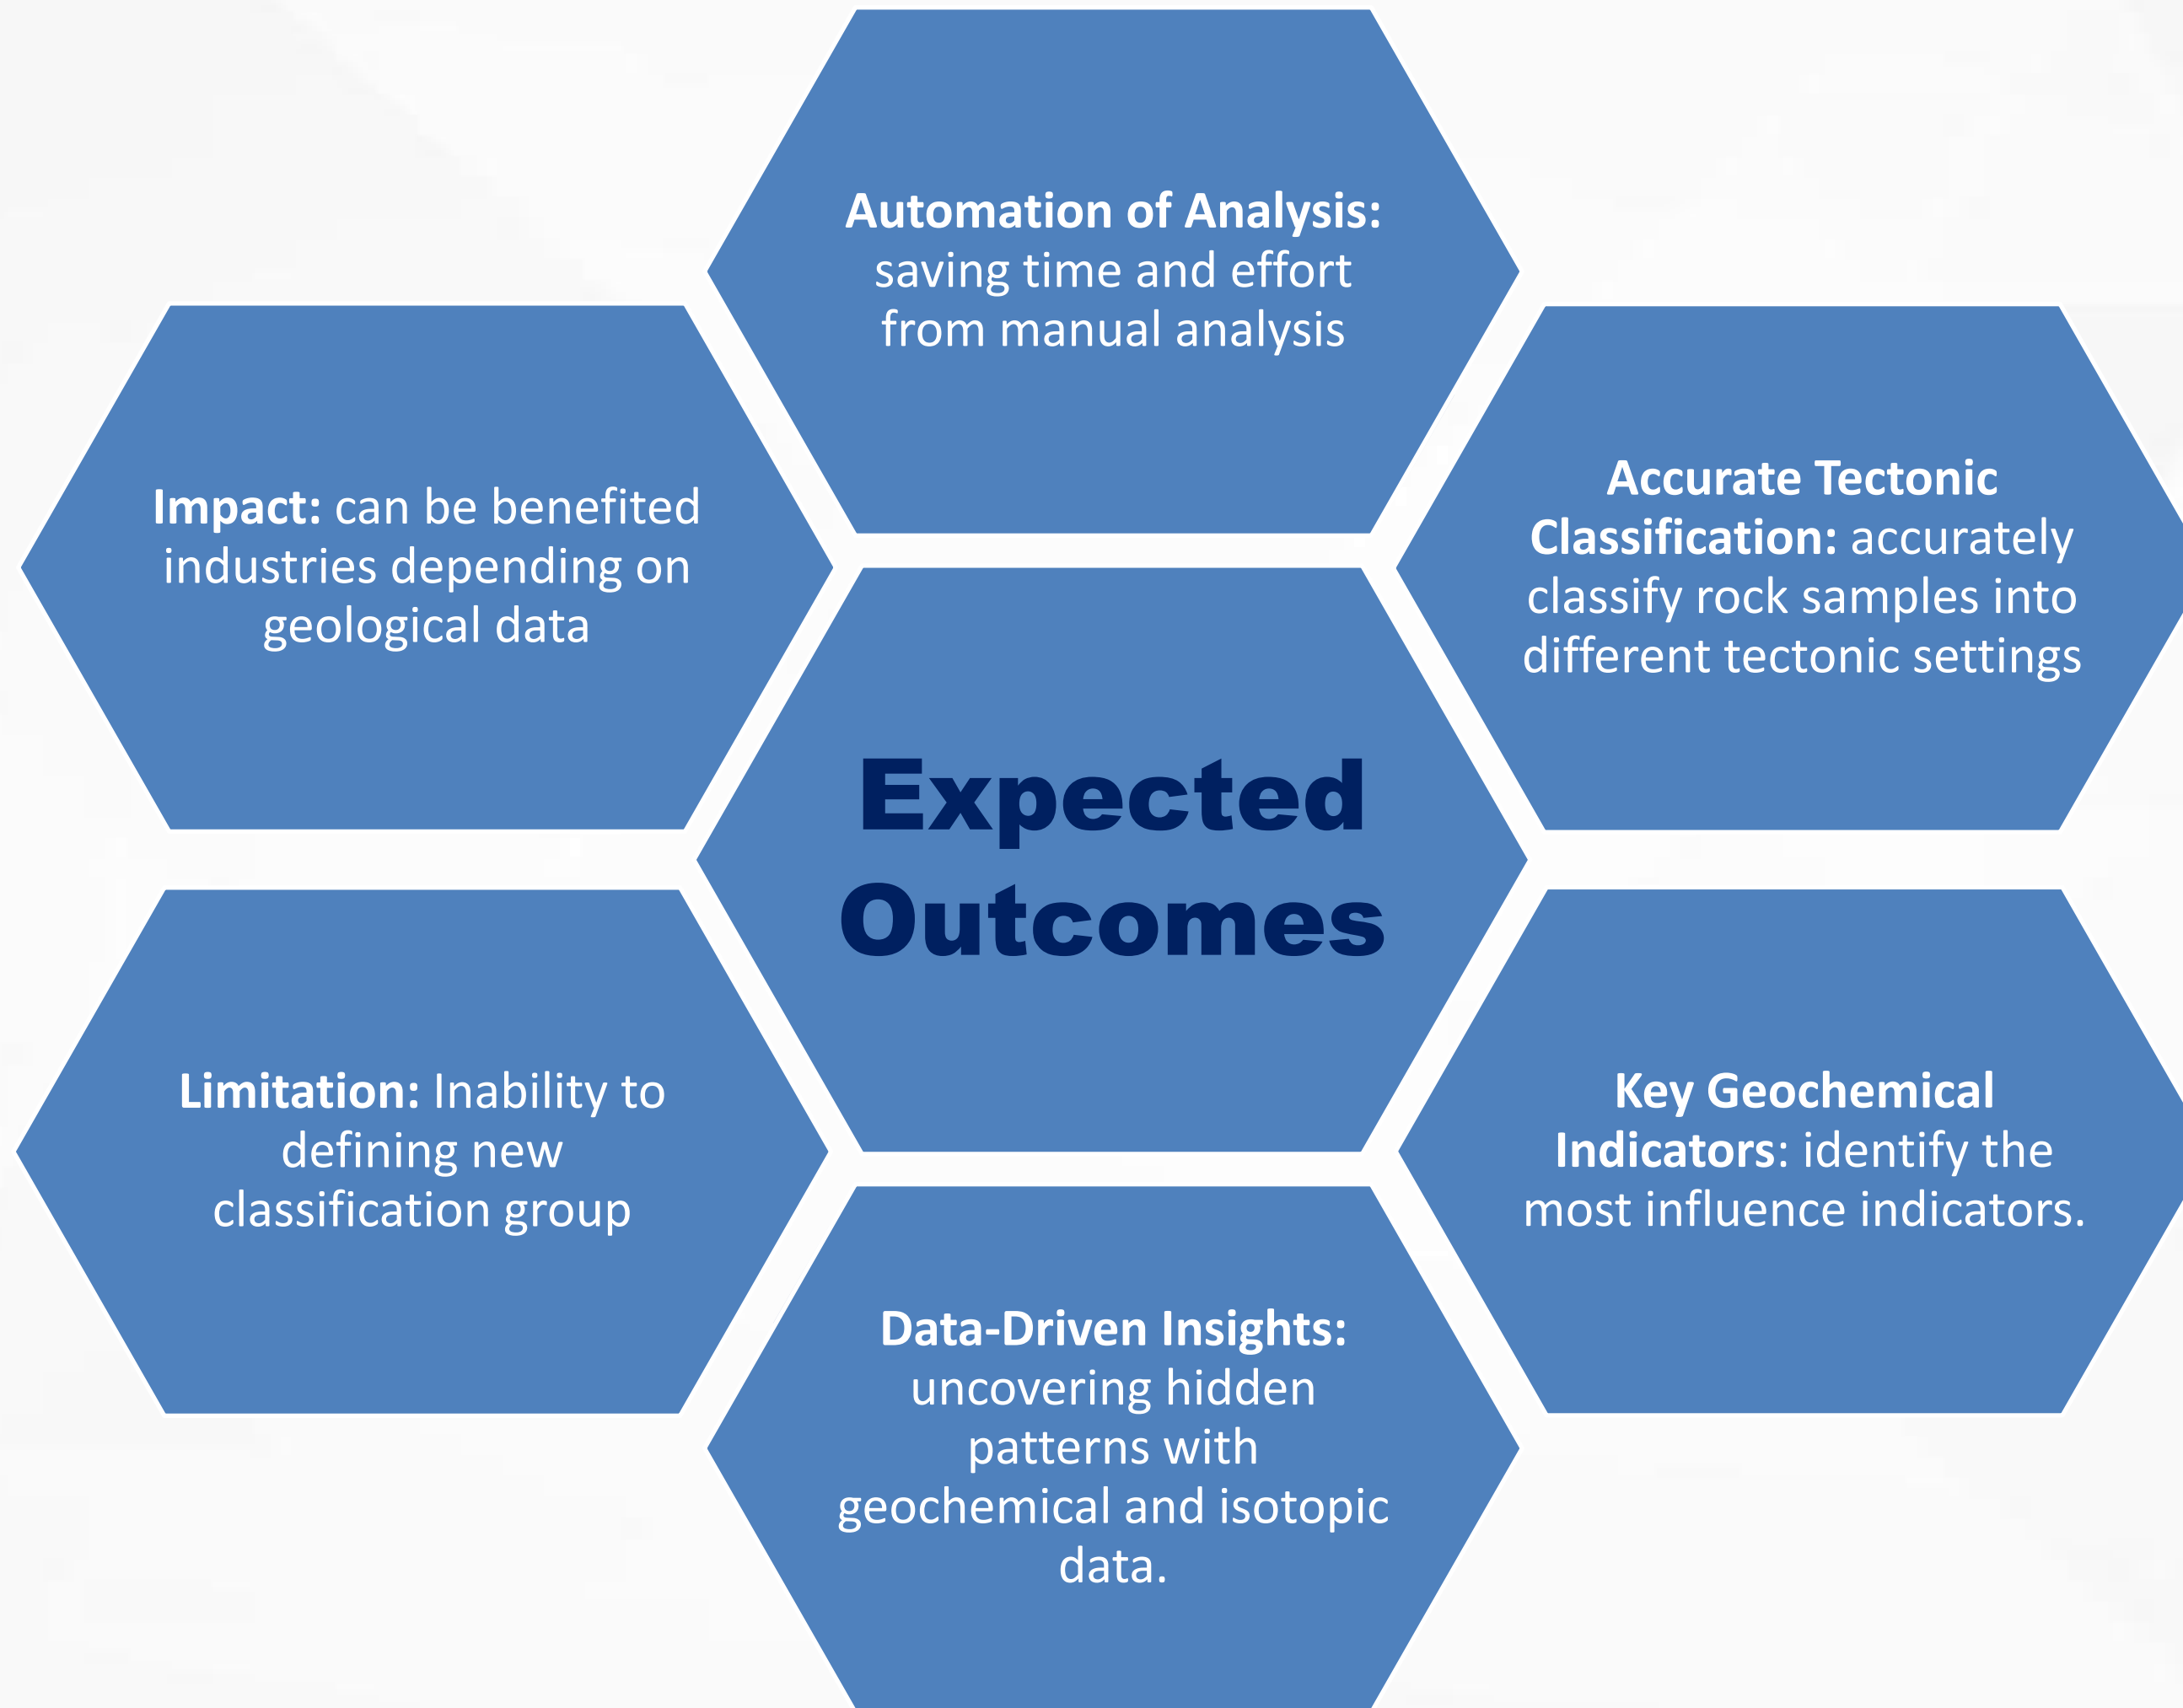 Automation of Analysis:
saving time and effort
from manual analysis
Impact: can be benefited
industries depending on
geological data
Accurate Tectonic
Classification: accurately
classify rock samples into
different tectonic settings
Expected
Outcomes
Limitation: Inability to
defining new
classification group
Key Geochemical
Indicators: identify the
most influence indicators.
Data-Driven Insights:
uncovering hidden
patterns with
geochemical and isotopic
data.